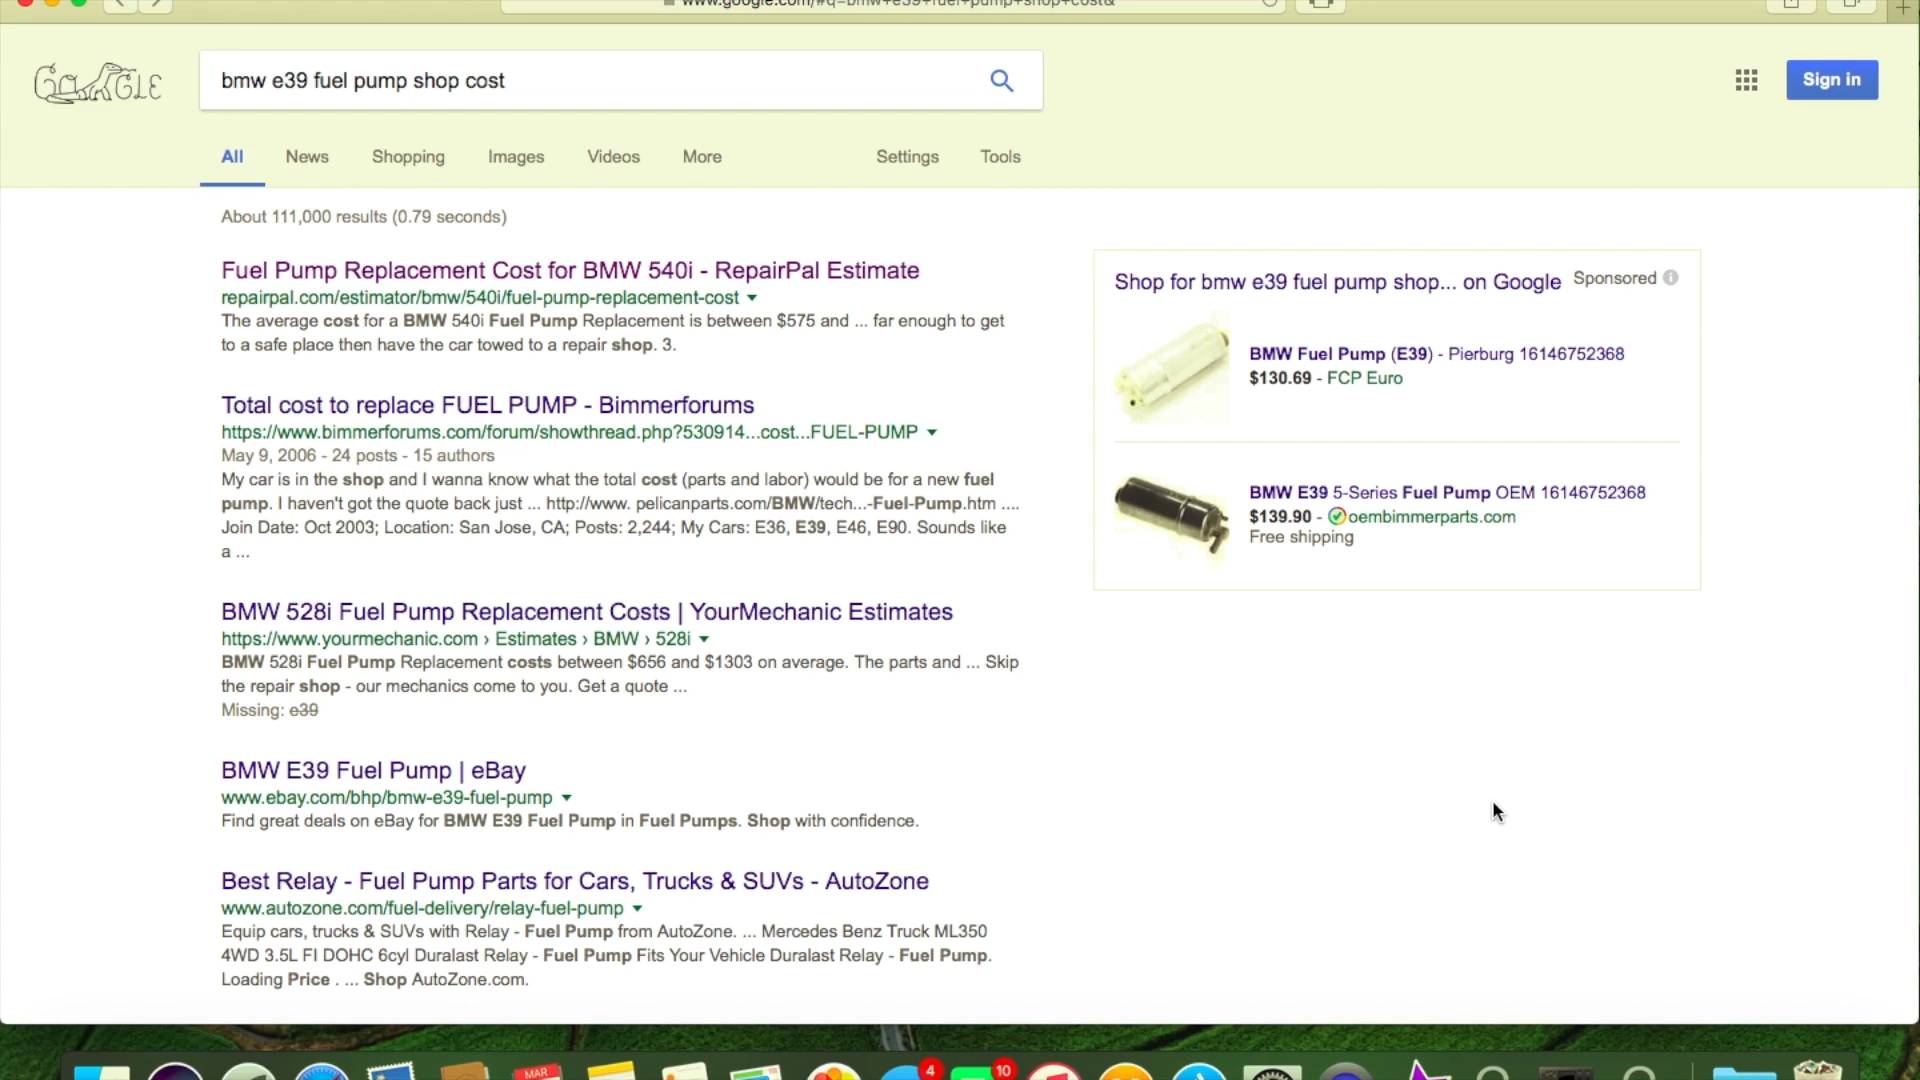 www.google.com/#q=bmw+e39+fuel+pump+shop+cost&
GOOGLE
bmw e39 fuel pump shop cost
Sign in
All News Shopping Images Videos More Settings Tools
About 111,000 results (0.79 seconds)
Fuel Pump Replacement Cost for BMW 540i - RepairPal Estimate
repairpal.com/estimator/bmw/540i/fuel-pump-replacement-cost
The average cost for a BMW 540i Fuel Pump Replacement is between $575 and ... far enough to get
to a safe place then have the car towed to a repair shop. 3.
Total cost to replace FUEL PUMP - Bimmerforums
https://www.bimmerforums.com/forum/showthread.php?530914...cost...FUEL-PUMP
May 9, 2006 - 24 posts - 15 authors
My car is in the shop and I wanna know what the total cost (parts and labor) would be for a new fuel
pump. I haven't got the quote back just ... http://www. pelicanparts.com/BMW/tech...-Fuel-Pump.htm ....
Join Date: Oct 2003; Location: San Jose, CA; Posts: 2,244; My Cars: E36, E39, E46, E90. Sounds like
a ...
BMW 528i Fuel Pump Replacement Costs | YourMechanic Estimates
https://www.yourmechanic.com › Estimates › BMW › 528i
BMW 528i Fuel Pump Replacement costs between $656 and $1303 on average. The parts and ... Skip
the repair shop - our mechanics come to you. Get a quote ...
Missing: e39
BMW E39 Fuel Pump | eBay
www.ebay.com/bhp/bmw-e39-fuel-pump
Find great deals on eBay for BMW E39 Fuel Pump in Fuel Pumps. Shop with confidence.
Best Relay - Fuel Pump Parts for Cars, Trucks & SUVs - AutoZone
www.autozone.com/fuel-delivery/relay-fuel-pump
Equip cars, trucks & SUVs with Relay - Fuel Pump from AutoZone. ... Mercedes Benz Truck ML350
4WD 3.5L FI DOHC 6cyl Duralast Relay - Fuel Pump Fits Your Vehicle Duralast Relay - Fuel Pump.
Loading Price . ... Shop AutoZone.com.
Shop for bmw e39 fuel pump shop... on Google Sponsored
BMW Fuel Pump (E39) - Pierburg 16146752368
$130.69 - FCP Euro
BMW E39 5-Series Fuel Pump OEM 16146752368
$139.90 - oembimmerparts.com
Free shipping
MAR
4
10